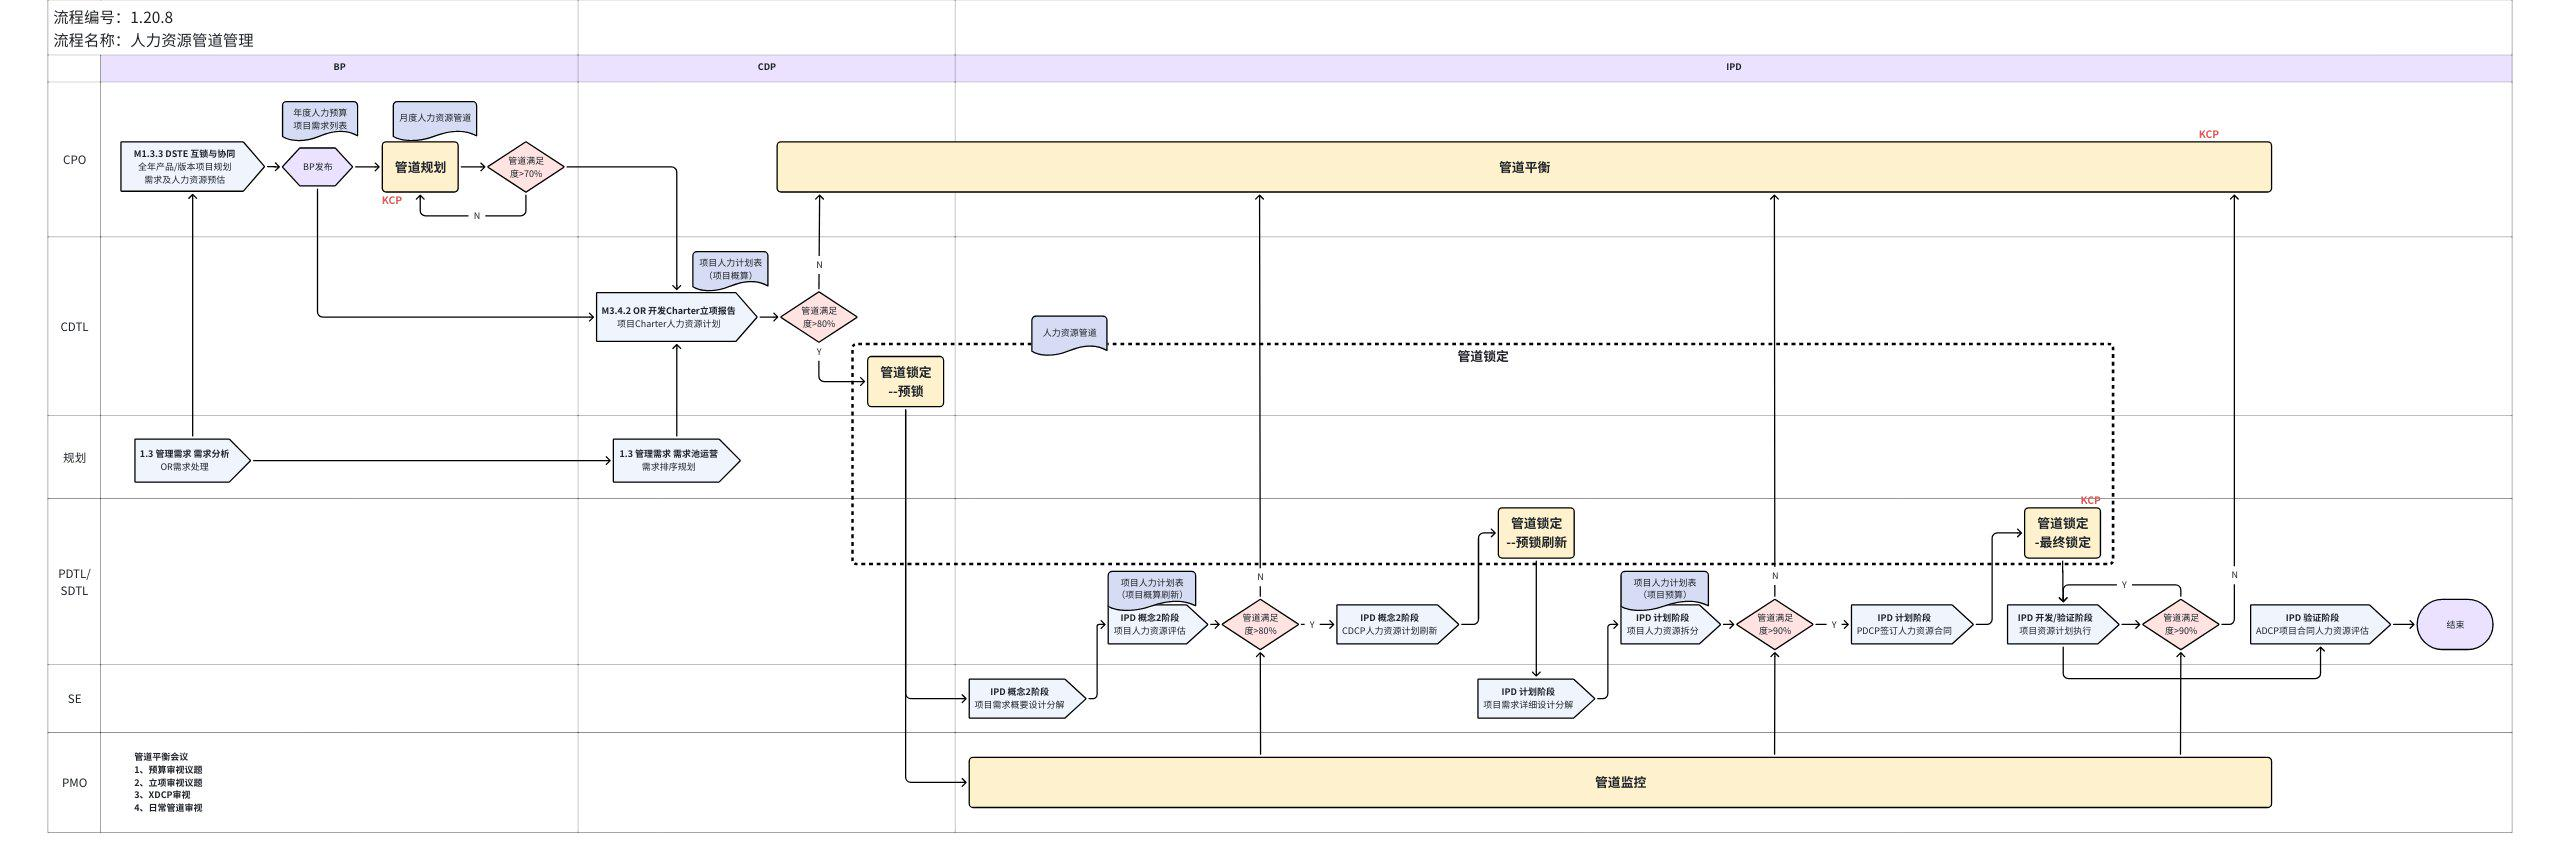 流程编号：1.20.8
流程名称：人力资源管道管理
BP
CDP
IPD
CPO
年度人力预算
项目需求列表
月度人力资源管道
M1.3.3 DSTE 互锁与协同
全年产品/版本项目规划
需求及人力资源预估
BP发布
管道规划
KCP
管道满足
度>70%
N
KCP
管道平衡
CDTL
项目人力计划表
（项目概算）
M3.4.2 OR 开发Charter立项报告
项目Charter人力资源计划
N
管道满足
度>80%
Y
管道锁定
--预锁
人力资源管道
管道锁定
规划
1.3 管理需求 需求分析
OR需求处理
1.3 管理需求 需求池运营
需求排序规划
PDTL/
SDTL
项目人力计划表
（项目概算刷新）
IPD 概念2阶段
项目人力资源评估
N
管道满足
度>80%
Y
IPD 概念2阶段
CDCP人力资源计划刷新
管道锁定
--预锁刷新
项目人力计划表
（项目预算）
IPD 计划阶段
项目人力资源拆分
N
管道满足
度>90%
Y
IPD 计划阶段
PDCP签订人力资源合同
KCP
管道锁定
-最终锁定
IPD 开发/验证阶段
项目资源计划执行
Y
管道满足
度>90%
N
IPD 验证阶段
ADCP项目合同人力资源评估
结束
SE
IPD 概念2阶段
项目需求概要设计分解
IPD 计划阶段
项目需求详细设计分解
PMO
管道平衡会议
1、预算审视议题
2、立项审视议题
3、XDCP审视
4、日常管道审视
管道监控